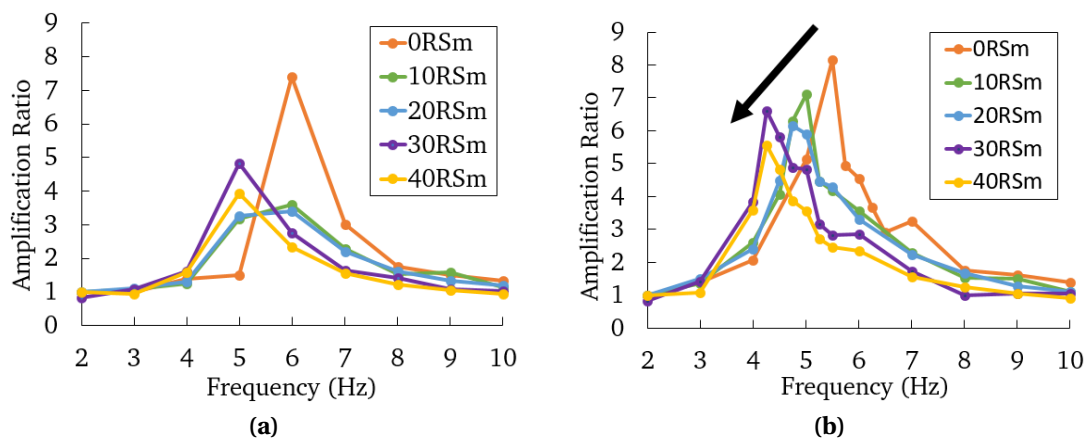 9
8
7
6
5
4
3
2
1
0
Amplification Ratio
0RSm
10RSm
20RSm
30RSm
40RSm
2 3 4 5 6 7 8 9 10
Frequency (Hz)
(a)
9
8
7
6
5
4
3
2
1
0
Amplification Ratio
0RSm
10RSm
20RSm
30RSm
40RSm
2 3 4 5 6 7 8 9 10
Frequency (Hz)
(b)